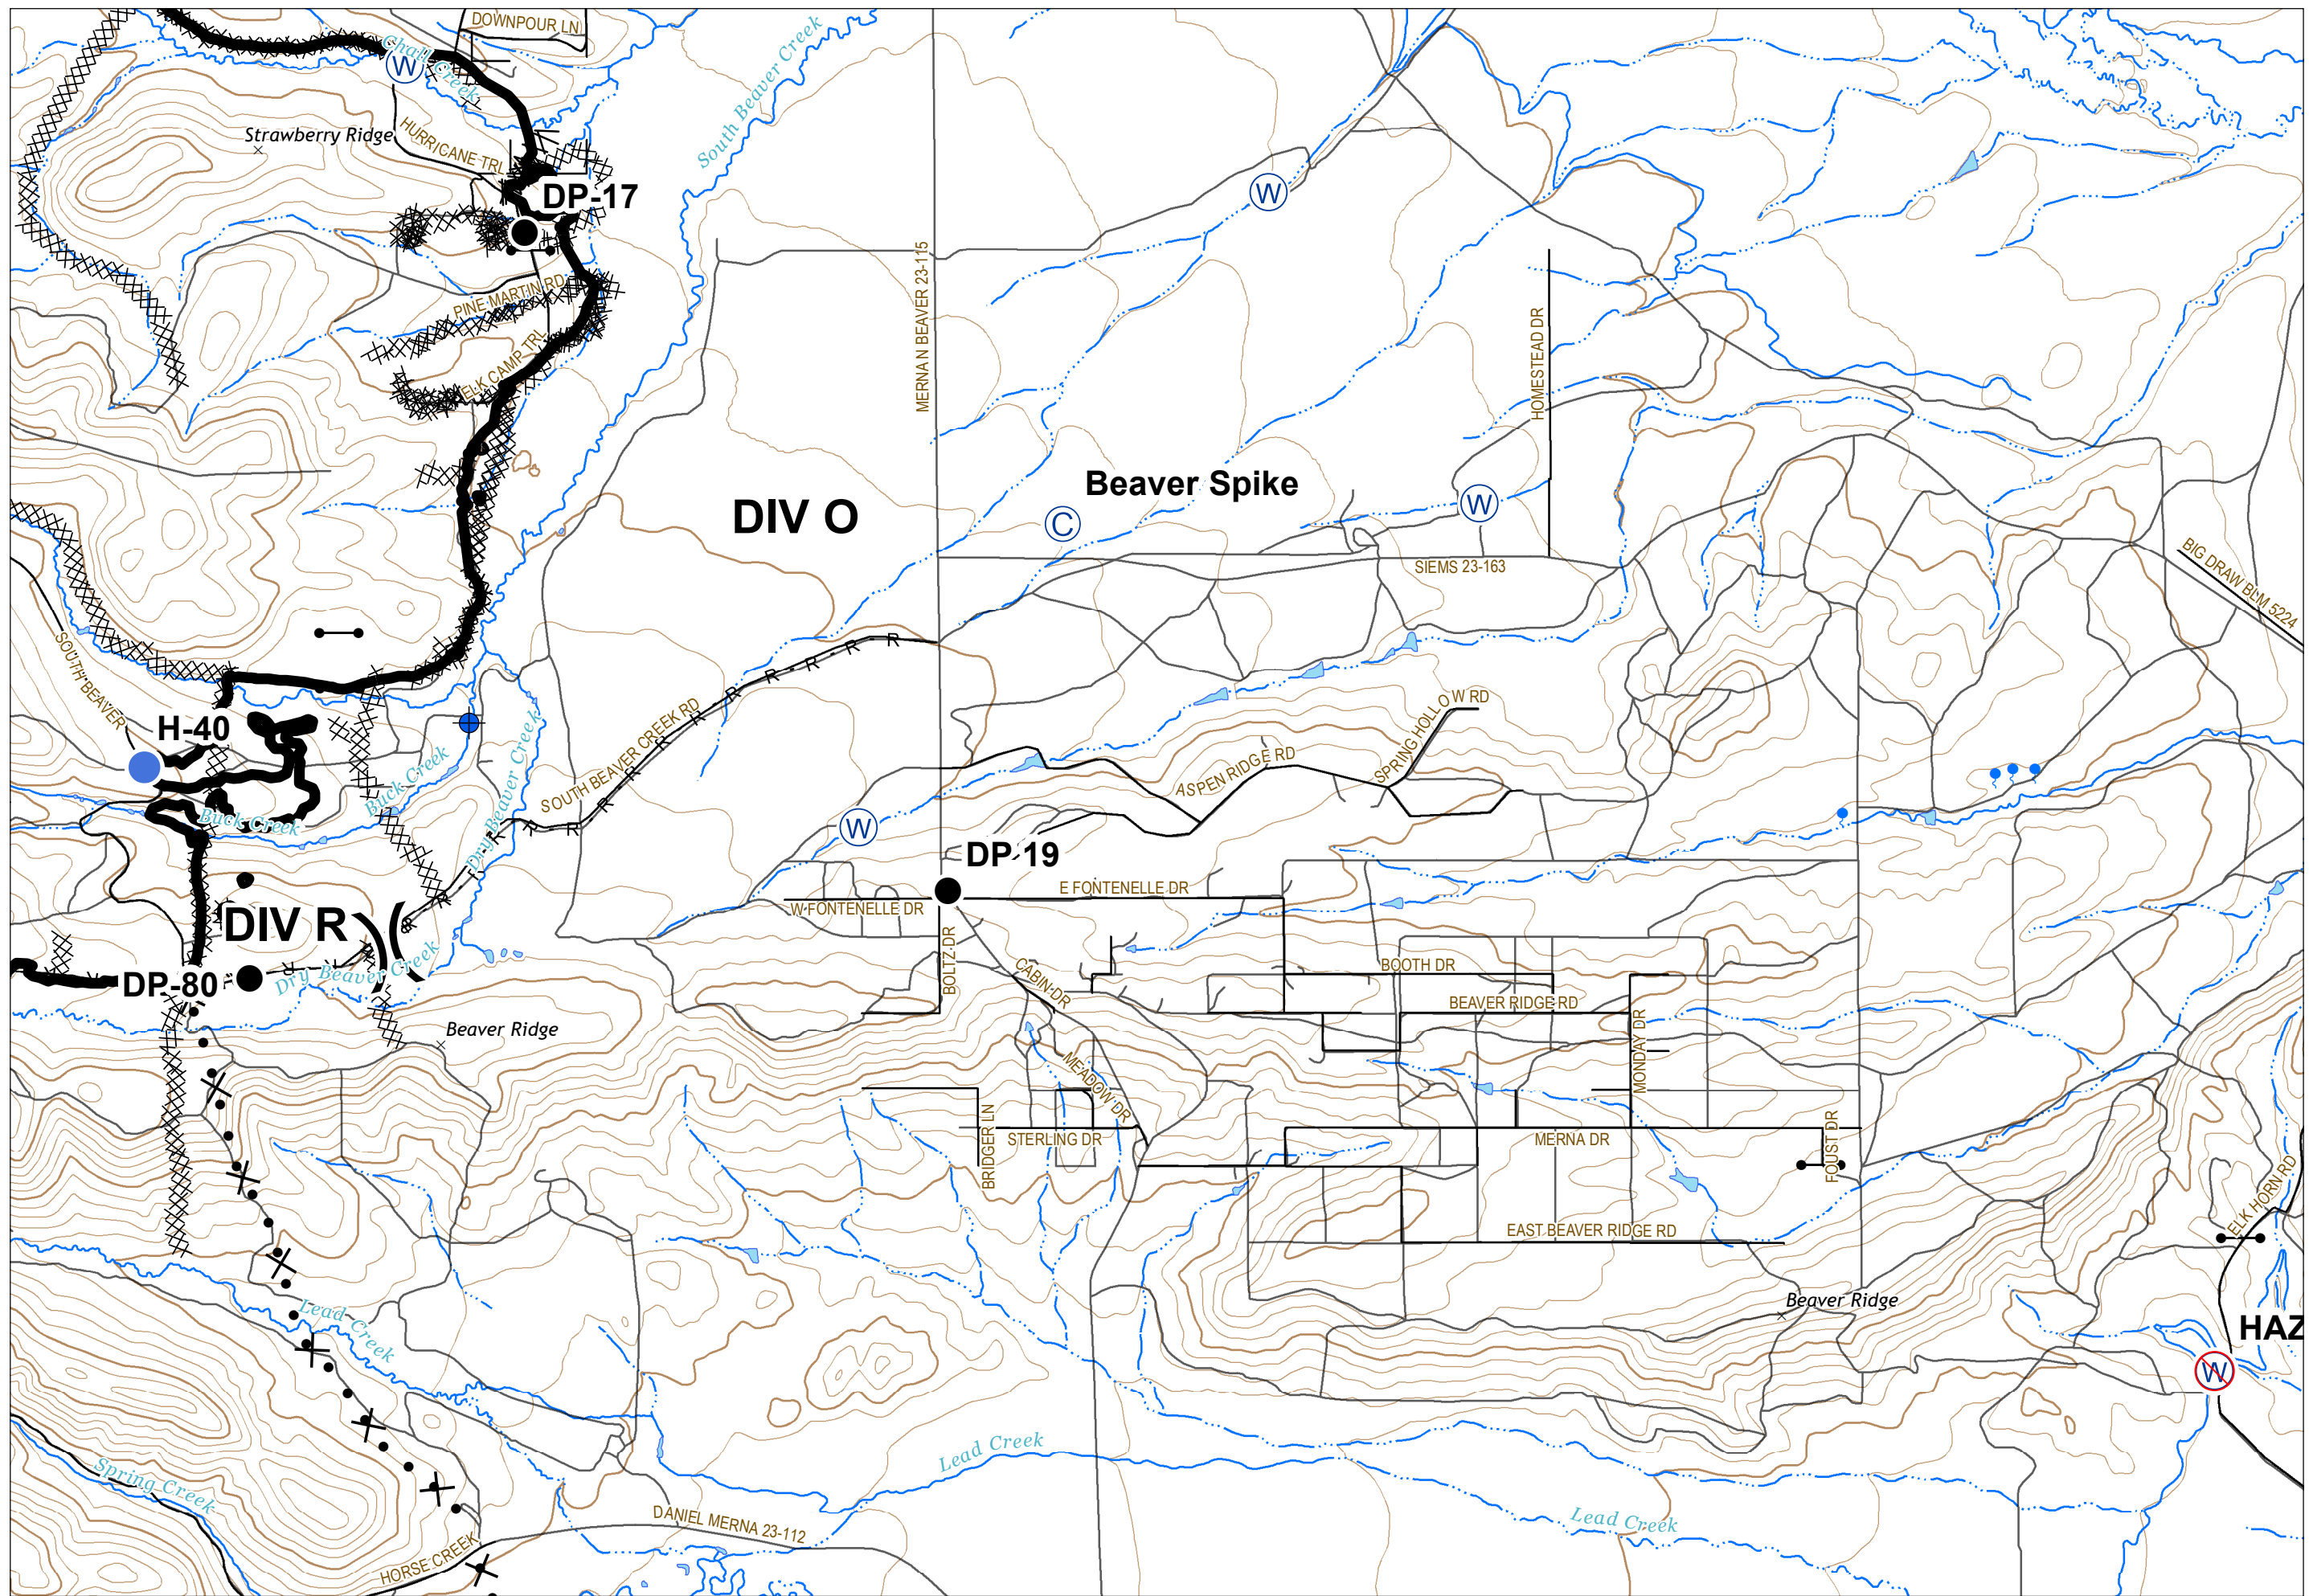 DOWNPOUR LN
Chall Creek
W
South Beaver Creek
Strawberry Ridge
HURRICANE TRL
DP-17
W
MERNA N BEAVER 23-115
PINE MARTIN RD
ELK CAMP TRL
HOMESTEAD DR
Beaver Spike
DIV O
C
W
SIEMS 23-163
BIG DRAW BLM 5224
SOUTH BEAVER
R R R R R R R R R R R R
H-40
SOUTH BEAVER CREEK RD
SPRING HOLLOW RD
ASPEN RIDGE RD
Buck Creek
Dry Beaver Creek
Buck Creek
W
DP-19
E FONTENELLE DR
W FONTENELLE DR
DIV R
BOLTZ DR
CABIN DR
BOOTH DR
DP-80
Dry Beaver Creek
BEAVER RIDGE RD
Beaver Ridge
MONDAY DR
MEADOW DR
BRIDGER LN
STERLING DR
MERNA DR
FOUST DR
ELK HORN RD
EAST BEAVER RIDGE RD
Lead Creek
Beaver Ridge
HAZ
W
Lead Creek
Spring Creek
DANIEL MERNA 23-112
Lead Creek
HORSE CREEK